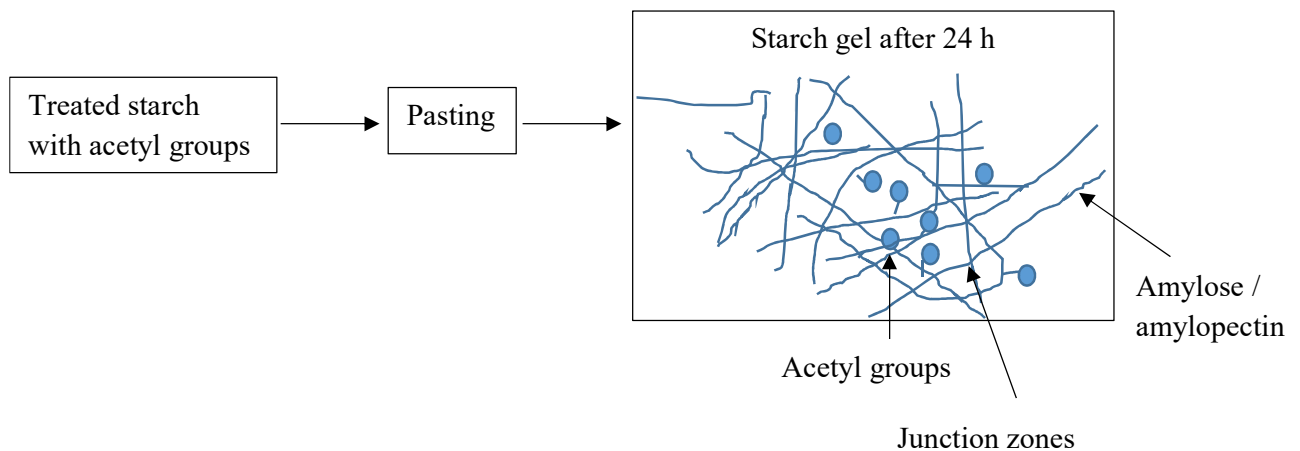 Starch gel after 24 h
Treated starch
with acetyl groups
Pasting
Amylose /
amylopectin
Acetyl groups
Junction zones